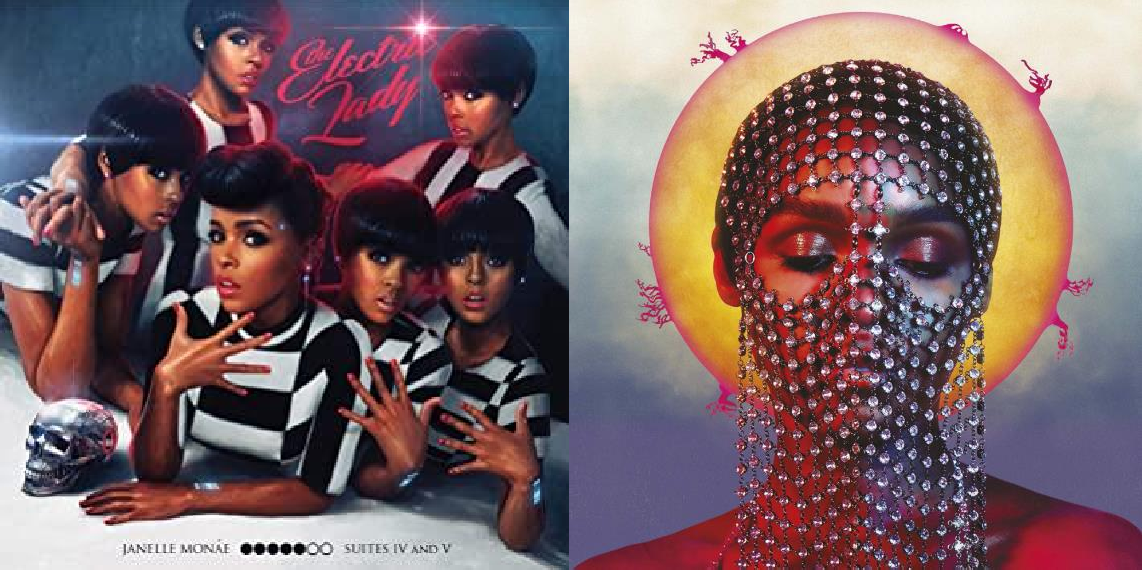 the
Electric
Lady
JANELLE MONÁE SUITES IV AND V